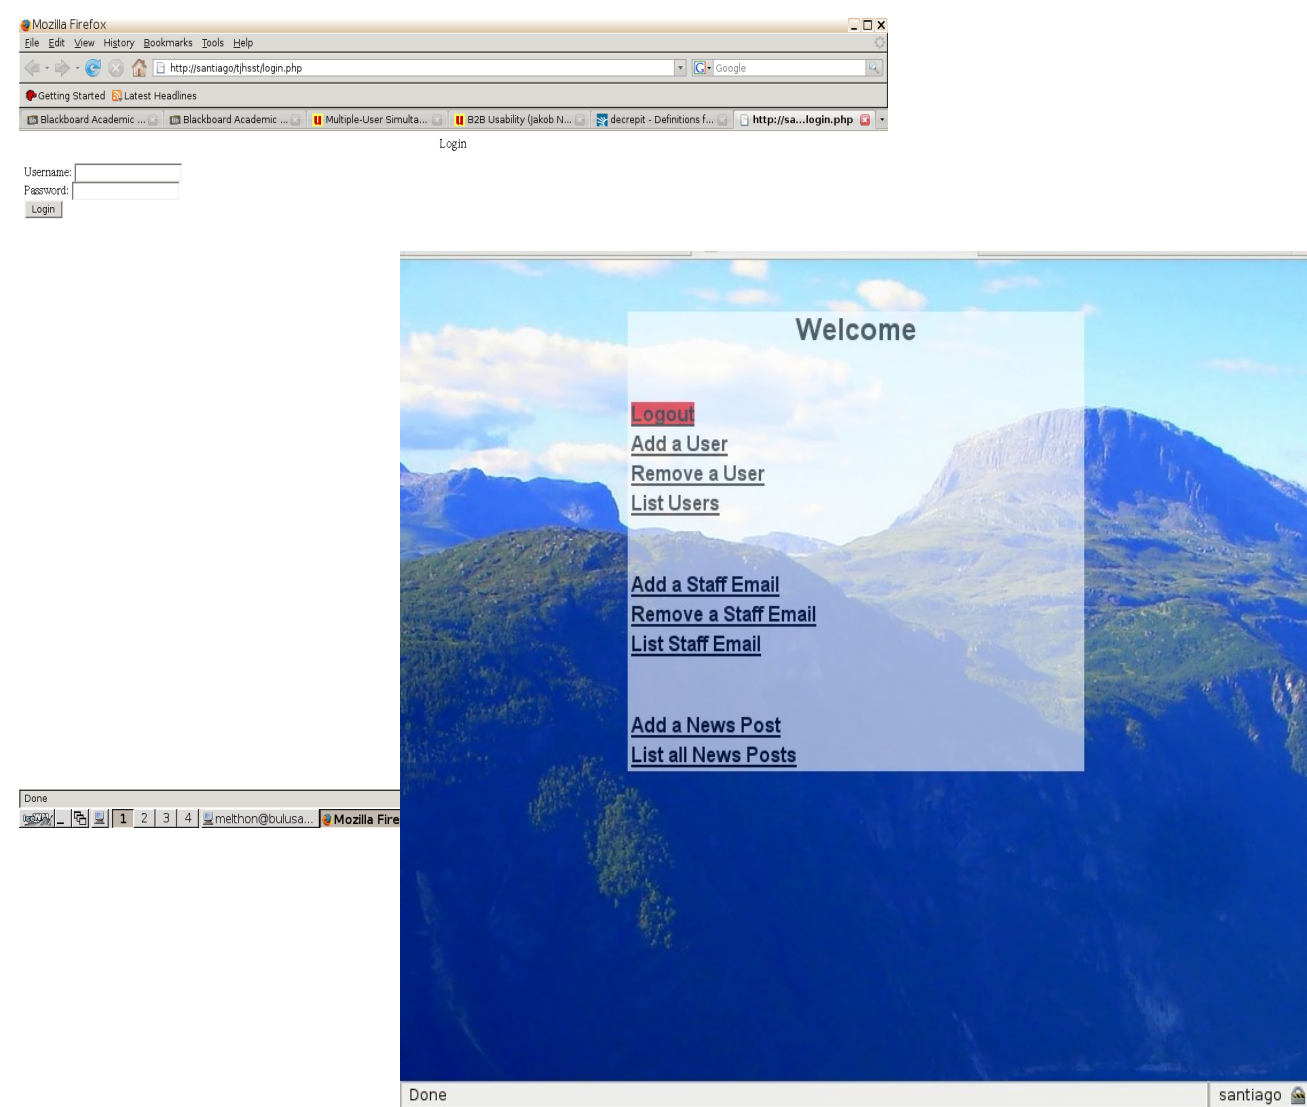 Mozilla Firefox
File Edit View History Bookmarks Tools Help
http://santiago/tjhsst/login.php
Google
Getting Started Latest Headlines
Blackboard Academic ... Blackboard Academic ... Multiple-User Simulta... B2B Usability (Jakob N... decrepit - Definitions f... http://sa...login.php
Login
Username:
Password:
Login
Welcome
Logout
Add a User
Remove a User
List Users
Add a Staff Email
Remove a Staff Email
List Staff Email
Add a News Post
List all News Posts
Done
1 2 3 4 melthon@bulusa... Mozilla Fire
Done santiago